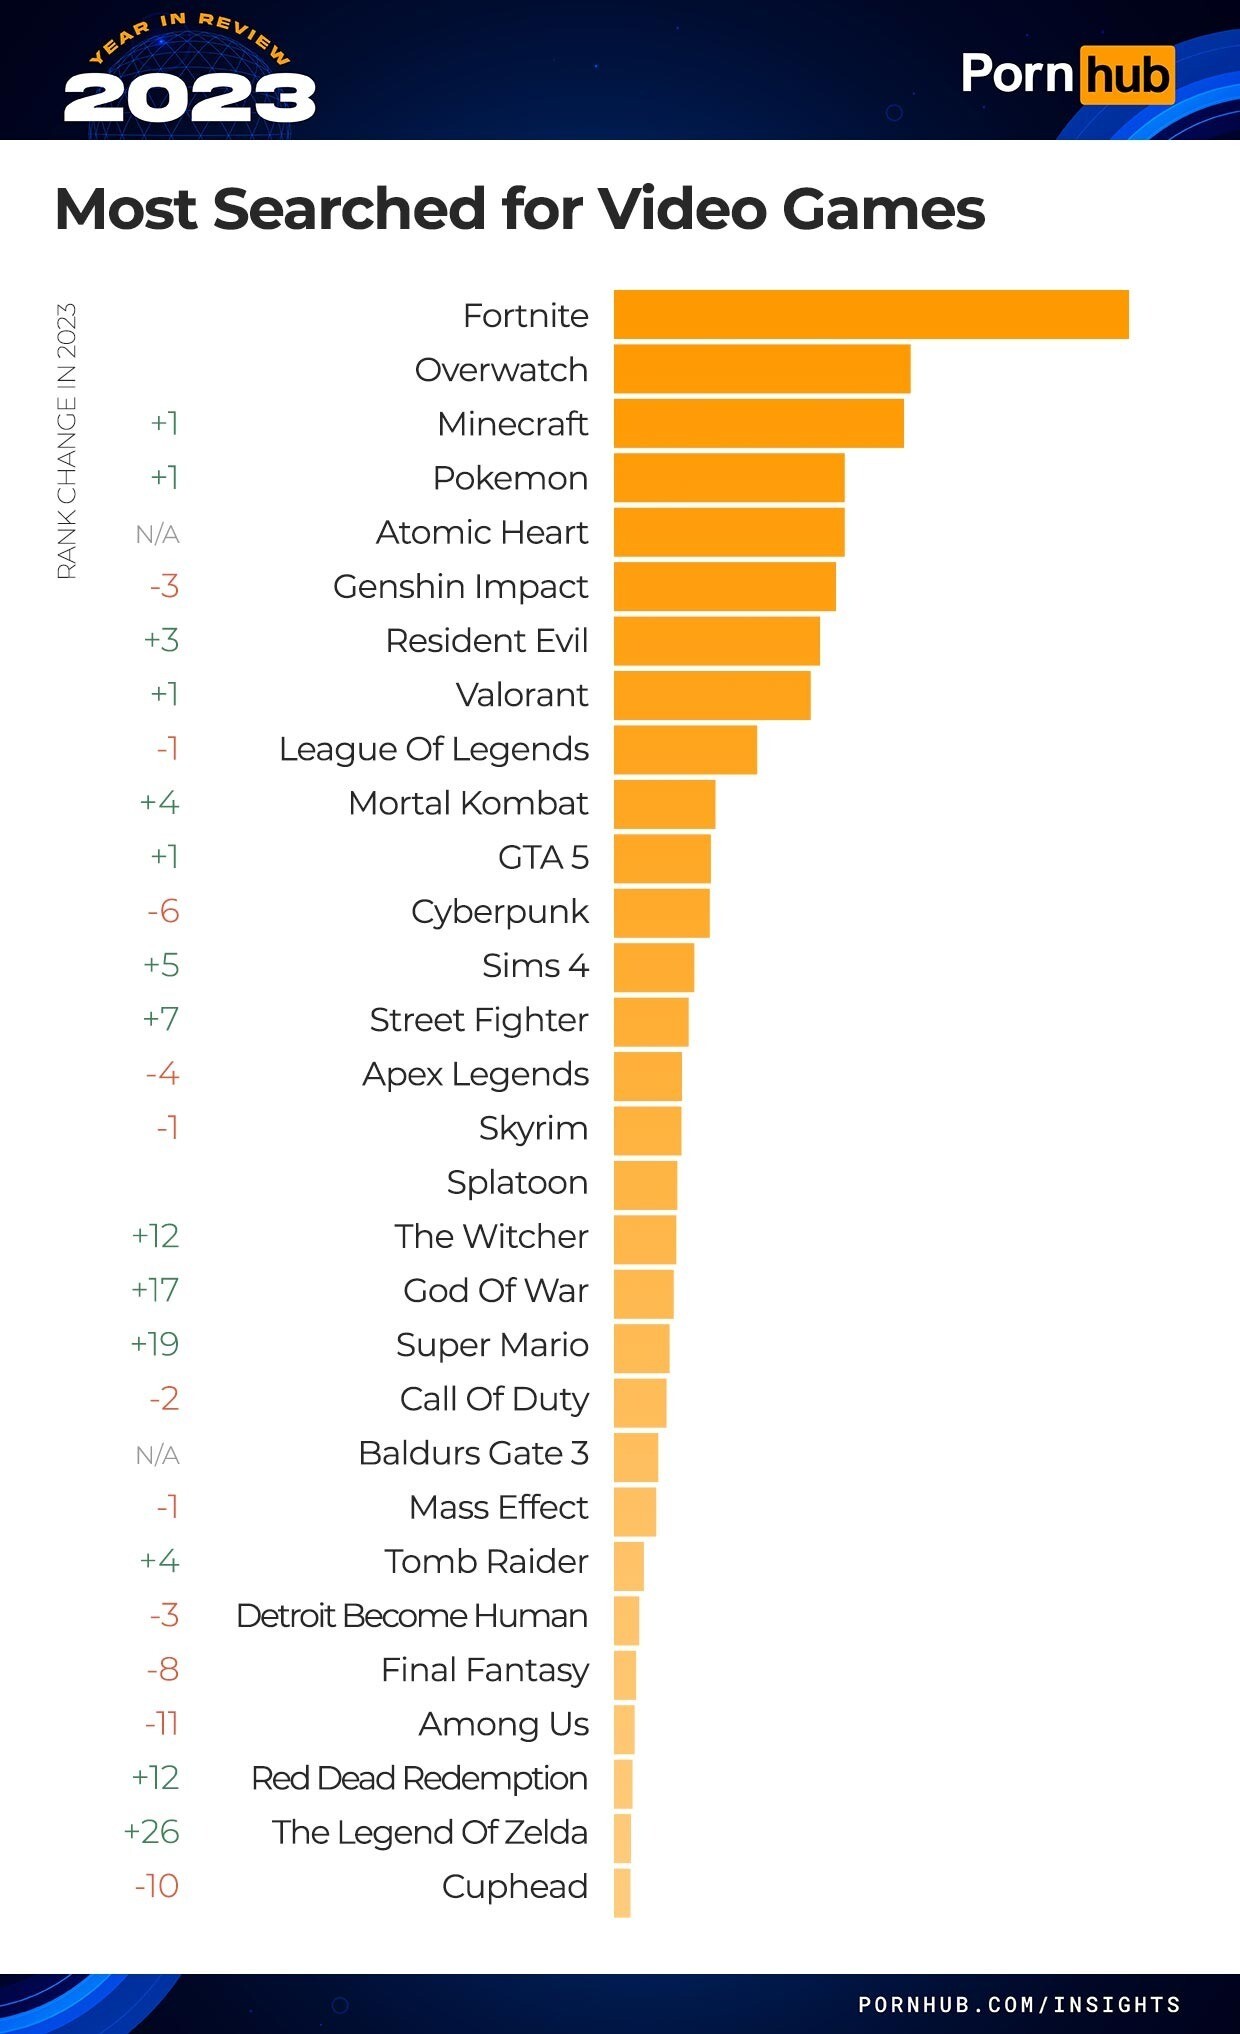 YEAR IN REVIEW
2023
Porn hub
Most Searched for Video Games
RANK CHANGE IN 2023
Fortnite
Overwatch
+1 Minecraft
+1 Pokemon
N/A Atomic Heart
-3 Genshin Impact
+3 Resident Evil
+1 Valorant
-1 League Of Legends
+4 Mortal Kombat
+1 GTA 5
-6 Cyberpunk
+5 Sims 4
+7 Street Fighter
-4 Apex Legends
-1 Skyrim
Splatoon
+12 The Witcher
+17 God Of War
+19 Super Mario
-2 Call Of Duty
N/A Baldurs Gate 3
-1 Mass Effect
+4 Tomb Raider
-3 Detroit Become Human
-8 Final Fantasy
-11 Among Us
+12 Red Dead Redemption
+26 The Legend Of Zelda
-10 Cuphead
PORNHUB.COM/INSIGHTS